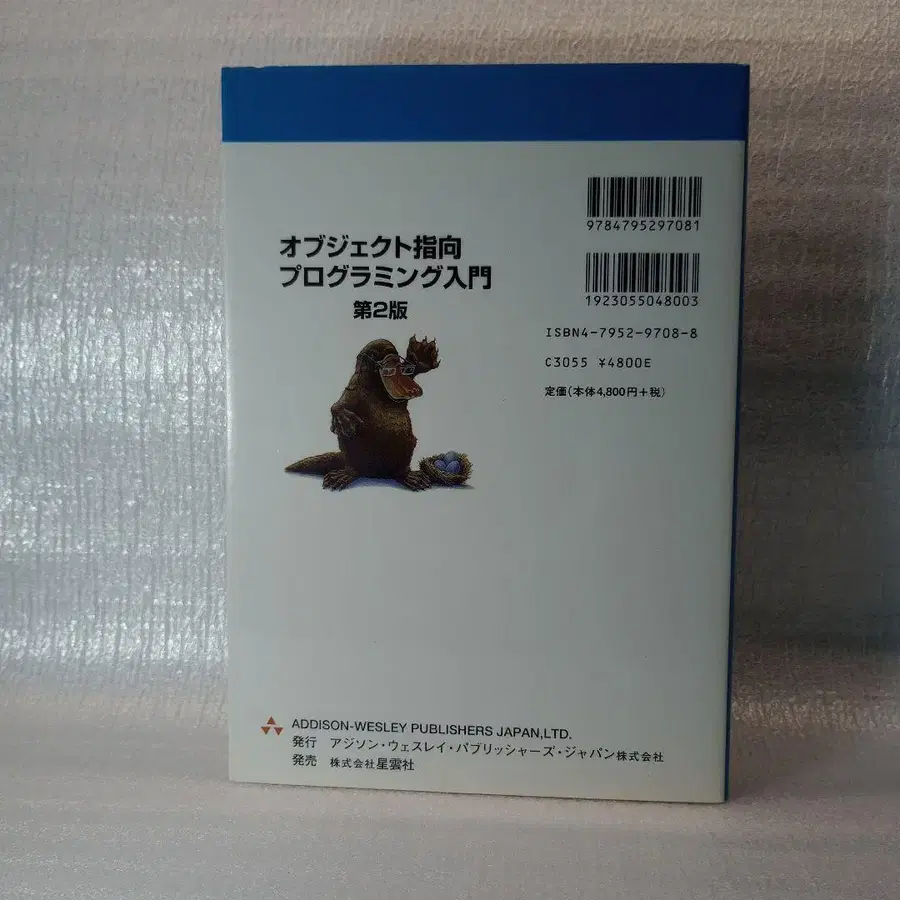 9784795297081
オブジェクト指向
プログラミング入門
第2版
1923055048003
ISBN4-7952-9708-8
C3055 ¥4800E
定価(本体4,800円+税)
ADDISON-WESLEY PUBLISHERS JAPAN,LTD.
発行 アジソン・ウェスレイ・パブリッシャーズ・ジャパン株式会社
発売 株式会社星雲社